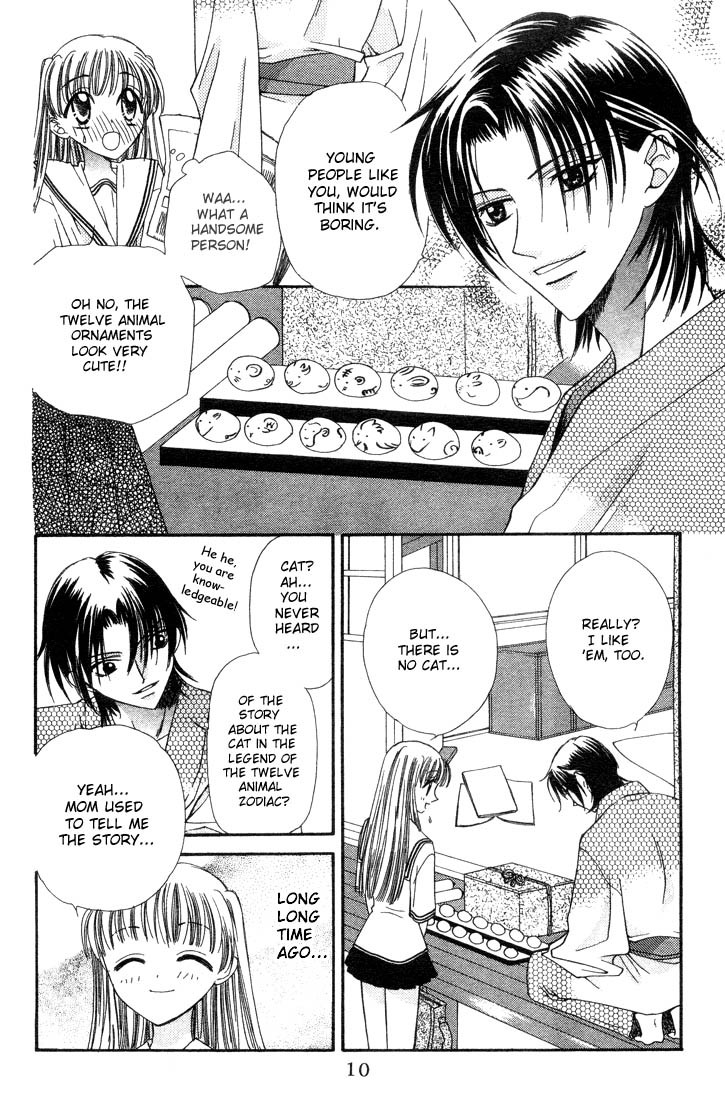 YOUNG
PEOPLE LIKE
YOU, WOULD
THINK IT'S
BORING.
WAA...
WHAT A
HANDSOME
PERSON!
OH NO, THE
TWELVE ANIMAL
ORNAMENTS
LOOK VERY
CUTE!!
REALLY?
I LIKE
'EM, TOO.
BUT...
THERE IS
NO CAT...
CAT?
AH...
YOU
NEVER
HEARD
...
OF THE
STORY
ABOUT THE
CAT IN THE
LEGEND OF
THE TWELVE
ANIMAL
ZODIAC?
He he,
you are
know-
ledgeable!
YEAH...
MOM USED
TO TELL ME
THE STORY...
LONG
LONG
TIME
AGO...
10